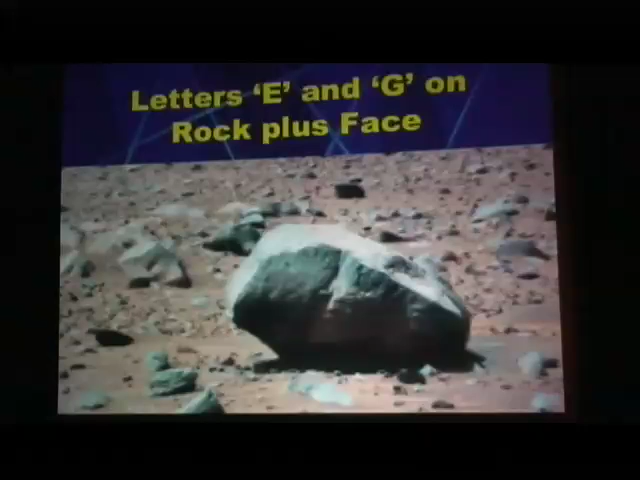 Letters ‘E’ and ‘G’ on
Rock plus Face